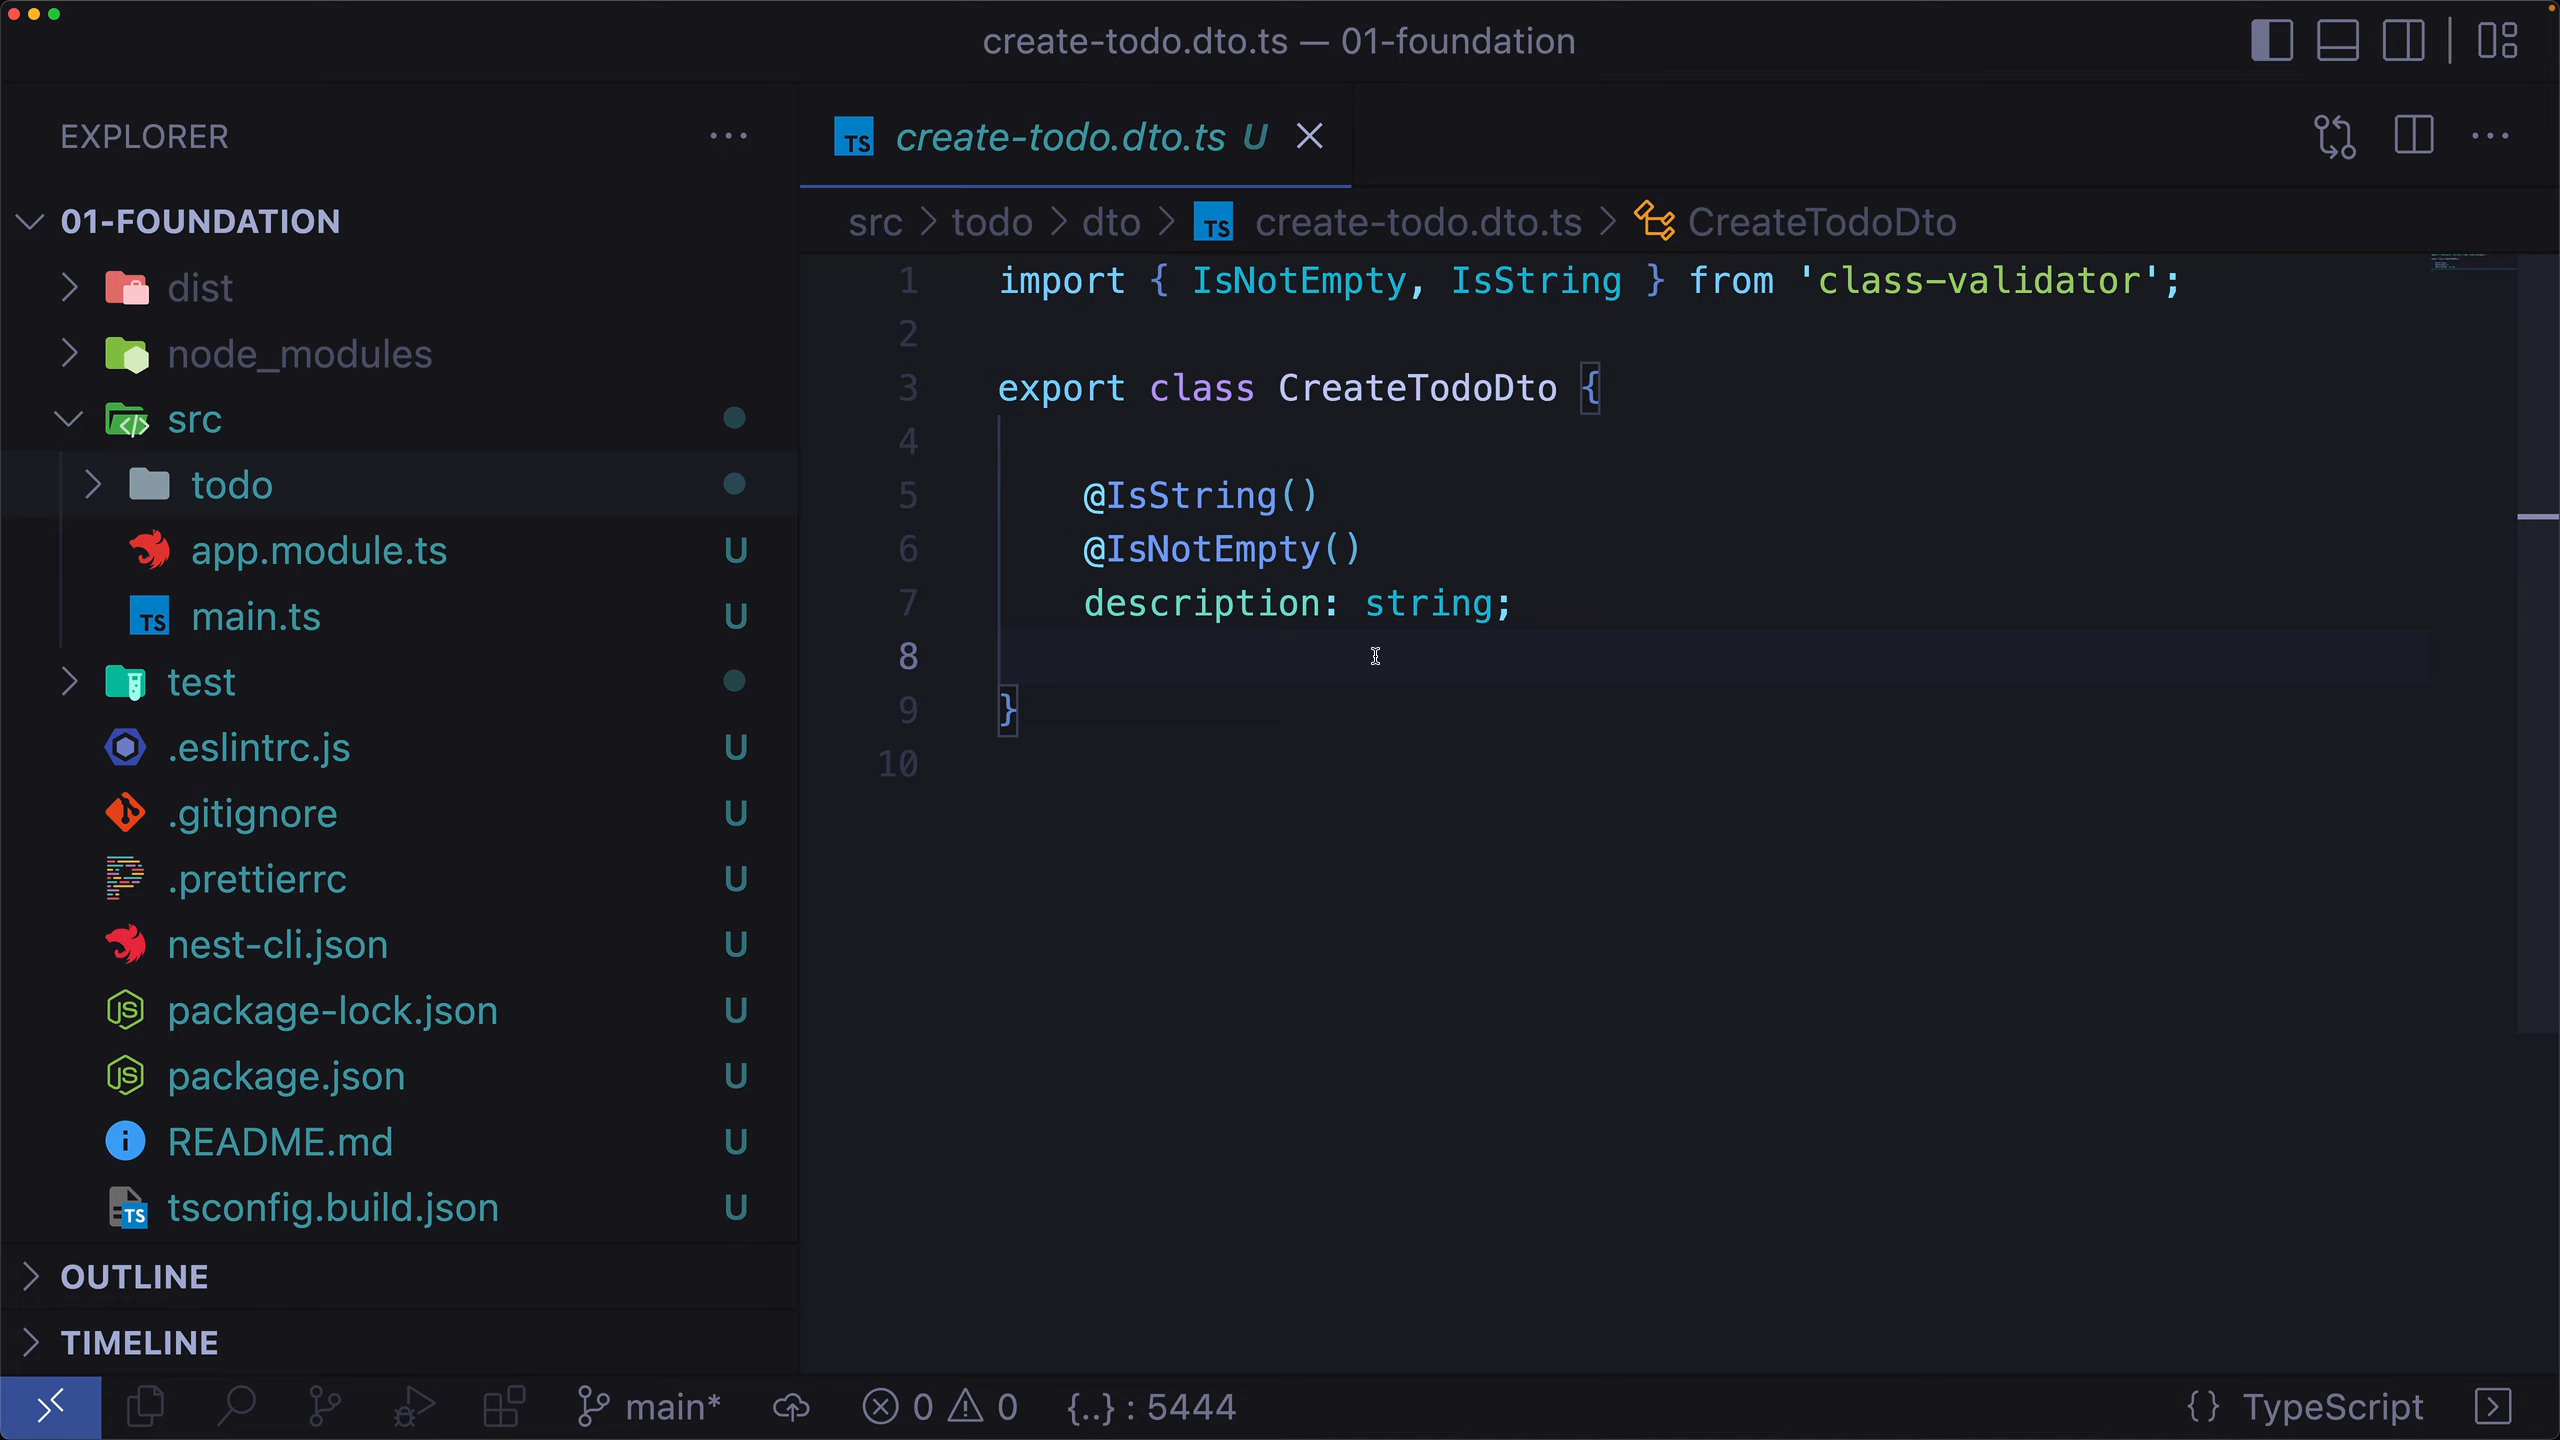 create-todo.dto.ts — 01-foundation
EXPLORER
01-FOUNDATION
dist
node_modules
src
todo
app.module.ts U
main.ts U
test
.eslintrc.js U
.gitignore U
.prettierrc U
nest-cli.json U
package-lock.json U
package.json U
README.md U
tsconfig.build.json U
OUTLINE
TIMELINE
create-todo.dto.ts U
src > todo > dto > TS create-todo.dto.ts > CreateTodoDto
1 import { IsNotEmpty, IsString } from 'class-validator';
2
3 export class CreateTodoDto {
4
5 @IsString()
6 @IsNotEmpty()
7 description: string;
8
9 }
10
main* 0 0 {..} : 5444 {} TypeScript